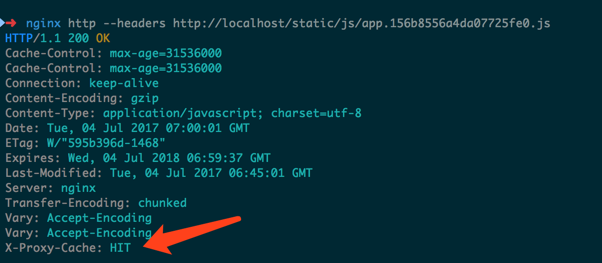 ➜ nginx http --headers http://localhost/static/js/app.156b8556a4da07725fe0.js
HTTP/1.1 200 OK
Cache-Control: max-age=31536000
Cache-Control: max-age=31536000
Connection: keep-alive
Content-Encoding: gzip
Content-Type: application/javascript; charset=utf-8
Date: Tue, 04 Jul 2017 07:00:01 GMT
ETag: W/"595b396d-1468"
Expires: Wed, 04 Jul 2018 06:59:37 GMT
Last-Modified: Tue, 04 Jul 2017 06:45:01 GMT
Server: nginx
Transfer-Encoding: chunked
Vary: Accept-Encoding
Vary: Accept-Encoding
X-Proxy-Cache: HIT